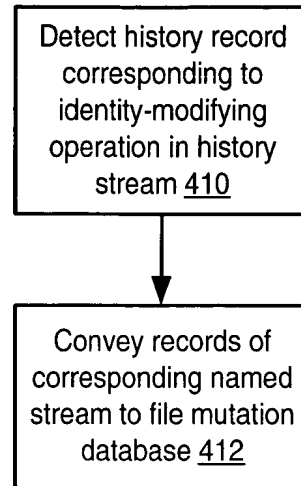 Detect history record
corresponding to
identity-modifying
operation in history
stream 410
Convey records of
corresponding named
stream to file mutation
database 412